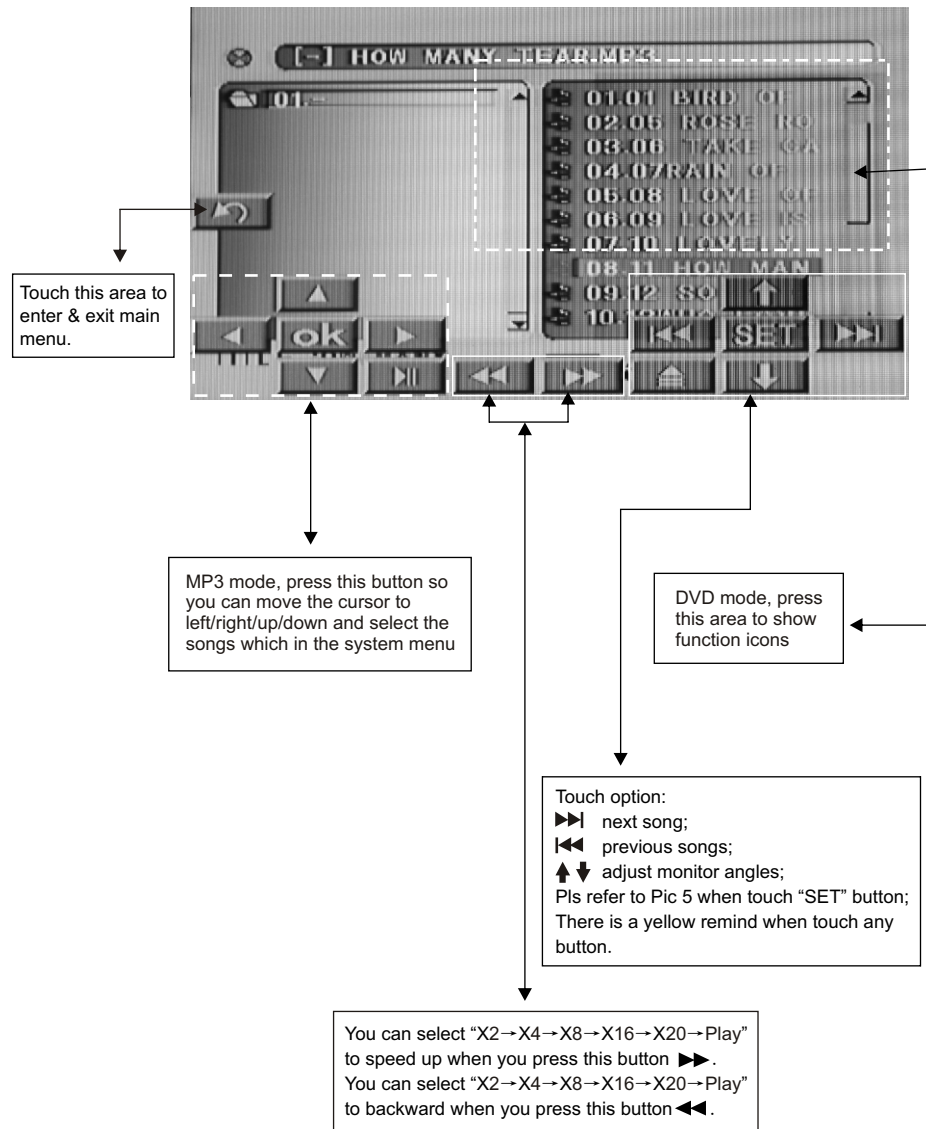 [-] HOW MANY TEAR.MP3
01.
01.01 BIRD OF
02.05 ROSE RO
03.06 TAKE CA
04.07RAIN OF
05.08 LOVE OF
06.09 LOVE IS
07.10 LOVELY
08.11 HOW MAN
09.12 SO
10.
ok
SET
Touch this area to
enter & exit main
menu.
MP3 mode, press this button so
you can move the cursor to
left/right/up/down and select the
songs which in the system menu
DVD mode, press
this area to show
function icons
Touch option:
next song;
previous songs;
adjust monitor angles;
Pls refer to Pic 5 when touch “SET” button;
There is a yellow remind when touch any
button.
You can select “X2→X4→X8→X16→X20→Play”
to speed up when you press this button ▶▶.
You can select “X2→X4→X8→X16→X20→Play”
to backward when you press this button ◀◀.